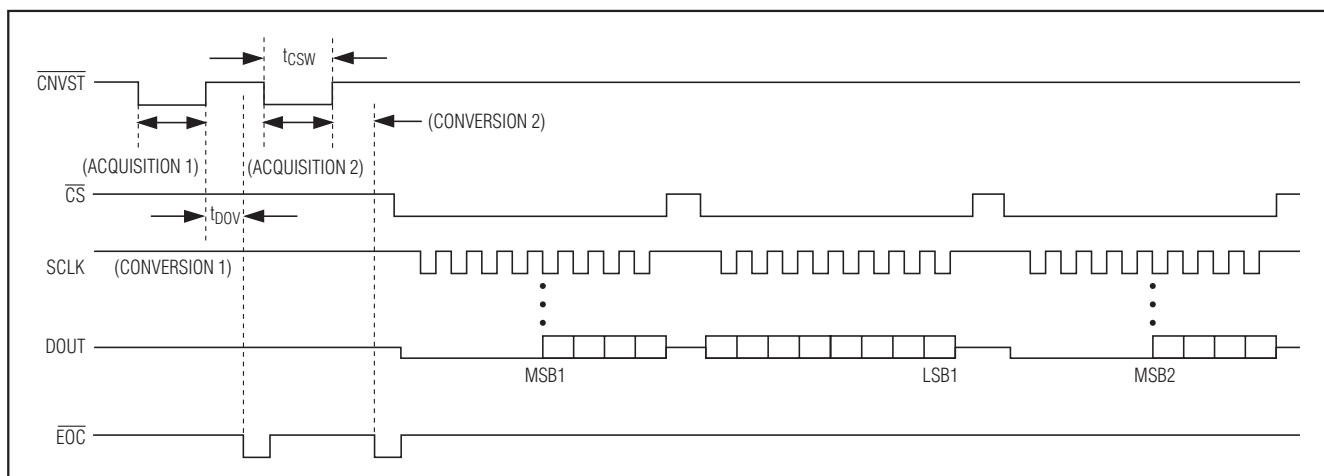 tCSW
CNVST
(CONVERSION 2)
(ACQUISITION 1)
(ACQUISITION 2)
CS
tDOV
SCLK
(CONVERSION 1)
DOUT
MSB1
LSB1
MSB2
EOC